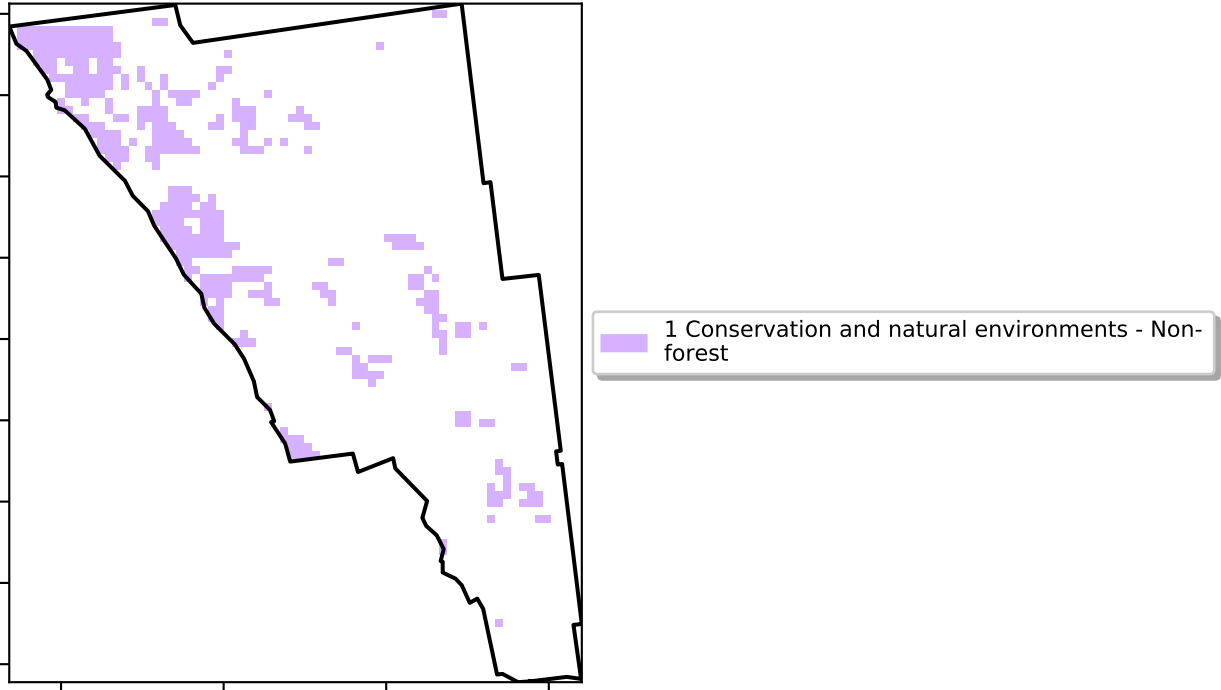 1 Conservation and natural environments - Non-
forest